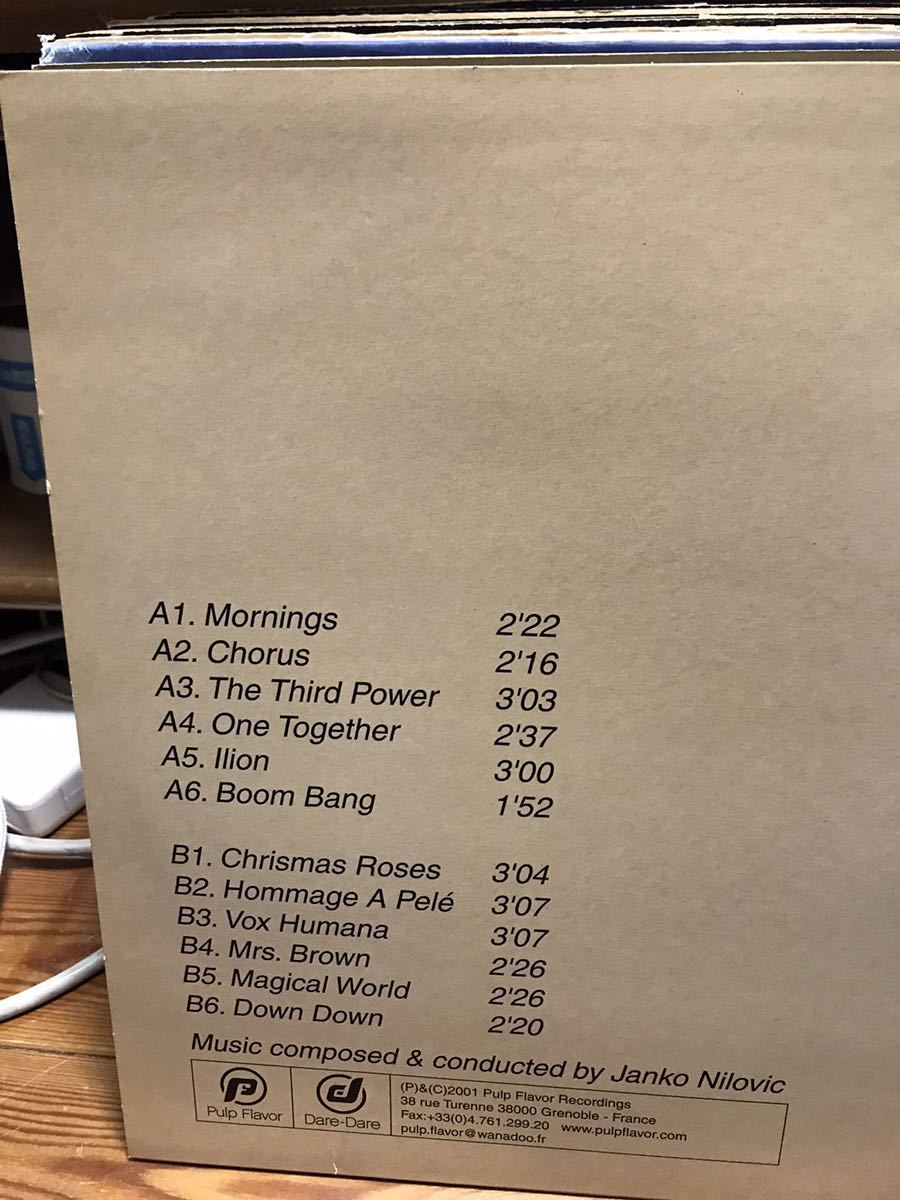 A1. Mornings 2'22
A2. Chorus 2'16
A3. The Third Power 3'03
A4. One Together 2'37
A5. Ilion 3'00
A6. Boom Bang 1'52
B1. Chrismas Roses 3'04
B2. Hommage A Pelé 3'07
B3. Vox Humana 3'07
B4. Mrs. Brown 2'26
B5. Magical World 2'26
B6. Down Down 2'20
Music composed & conducted by Janko Nilovic
Pulp Flavor
Dare-Dare
(P)&(C)2001 Pulp Flavor Recordings
38 rue Turenne 38000 Grenoble - France
Fax:+33(0)4.761.299.20 www.pulpflavor.com
pulp.flavor@wanadoo.fr